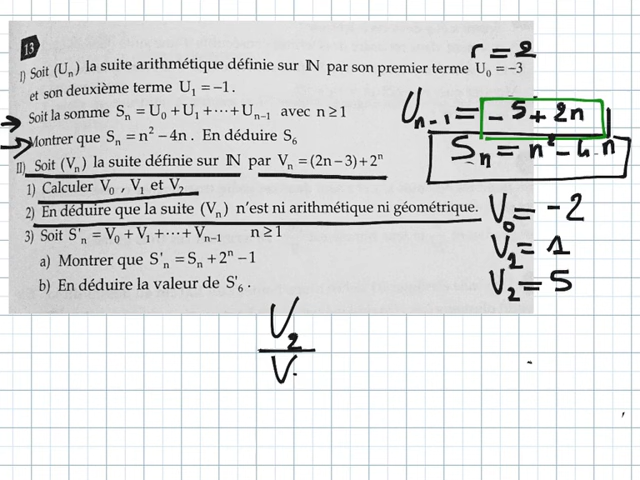 13
r = 2
I) Soit (Uₙ) la suite arithmétique définie sur ℕ par son premier terme U₀ = −3
et son deuxième terme U₁ = −1.
Soit la somme Sₙ = U₀ + U₁ + ⋯ + Uₙ₋₁ avec n ≥ 1
Montrer que Sₙ = n² − 4n. En déduire S₆
II) Soit (Vₙ) la suite définie sur ℕ par Vₙ = (2n − 3) + 2ⁿ
1) Calculer V₀, V₁ et V₂
2) En déduire que la suite (Vₙ) n'est ni arithmétique ni géométrique.
3) Soit S'ₙ = V₀ + V₁ + ⋯ + Vₙ₋₁ n ≥ 1
a) Montrer que S'ₙ = Sₙ + 2ⁿ − 1
b) En déduire la valeur de S'₆.
Uₙ₋₁ = −5 + 2n
Sₙ = n² − 4n
V₀ = −2
V₂ = 1
V₂ = 5
V₂
V